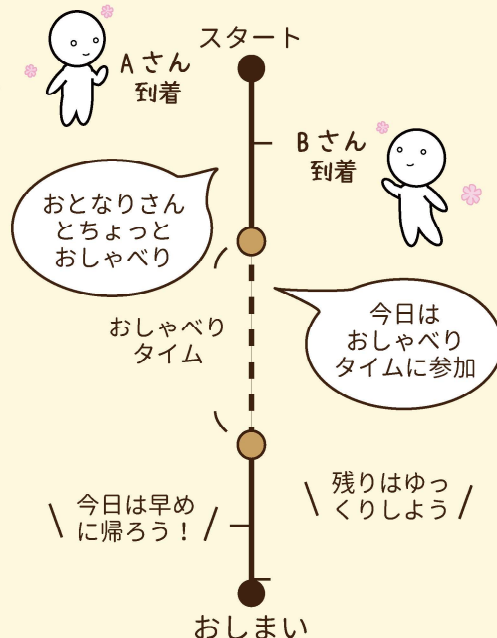 スタート
Aさん
到着
Bさん
到着
おとなりさん
とちょっと
おしゃべり
今日は
おしゃべり
タイムに参加
おしゃべり
タイム
残りはゆっ
くりしよう
今日は早め
に帰ろう！
おしまい